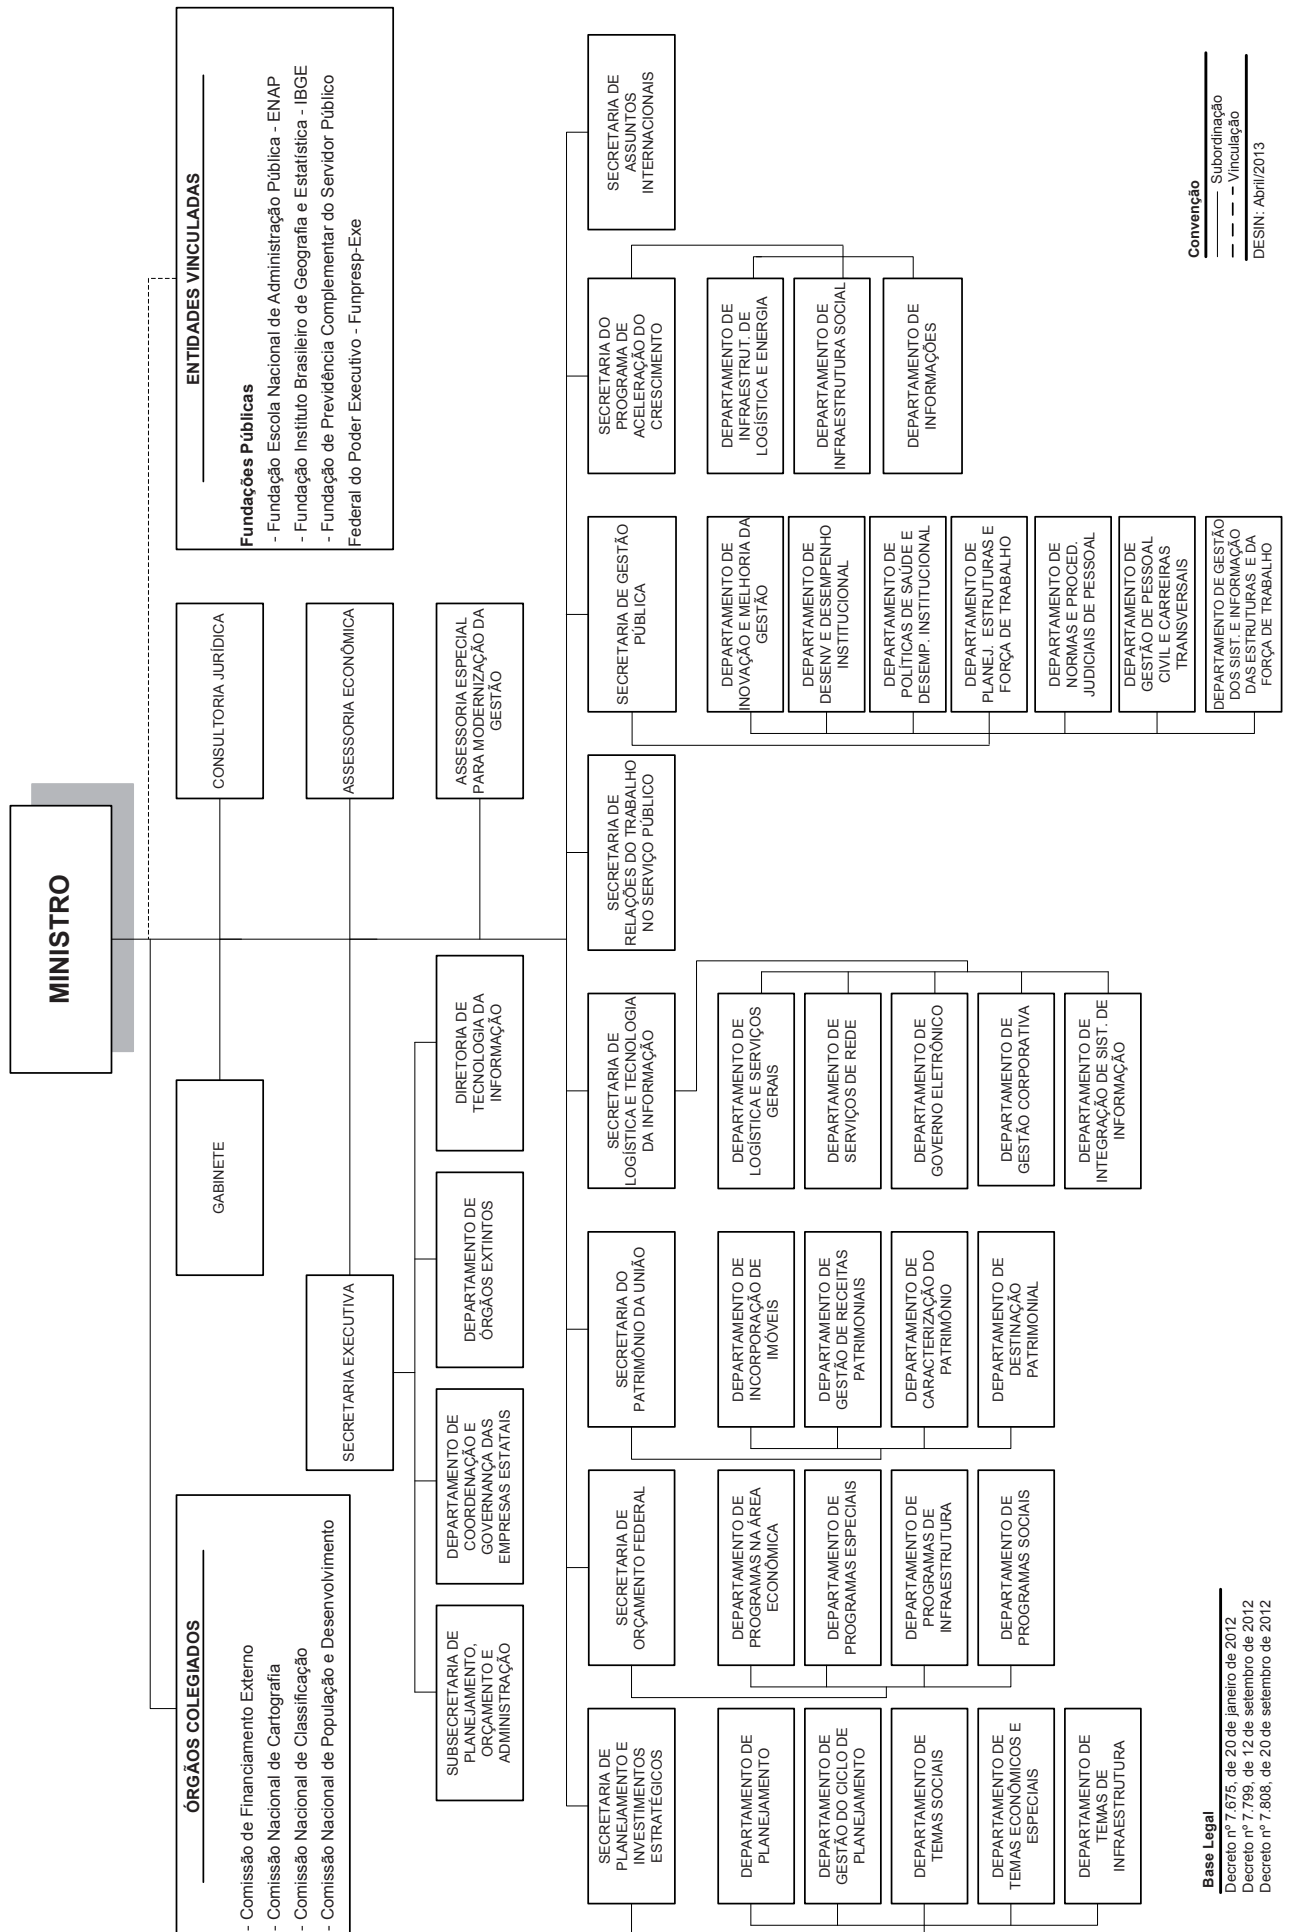 MINISTRO
ÓRGÃOS COLEGIADOS
- Comissão de Financiamento Externo
- Comissão Nacional de Cartografia
- Comissão Nacional de Classificação
- Comissão Nacional de População e Desenvolvimento
GABINETE
CONSULTORIA JURÍDICA
ENTIDADES VINCULADAS
Fundações Públicas
- Fundação Escola Nacional de Administração Pública - ENAP
- Fundação Instituto Brasileiro de Geografia e Estatística - IBGE
- Fundação de Previdência Complementar do Servidor Público
Federal do Poder Executivo - Funpresp-Exe
SECRETARIA EXECUTIVA
ASSESSORIA ECONÔMICA
SUBSECRETARIA DE
PLANEJAMENTO,
ORÇAMENTO E
ADMINISTRAÇÃO
DEPARTAMENTO DE
COORDENAÇÃO E
GOVERNANÇA DAS
EMPRESAS ESTATAIS
DEPARTAMENTO DE
ÓRGÃOS EXTINTOS
DIRETORIA DE
TECNOLOGIA DA
INFORMAÇÃO
ASSESSORIA ESPECIAL
PARA MODERNIZAÇÃO DA
GESTÃO
SECRETARIA DE
PLANEJAMENTO E
INVESTIMENTOS
ESTRATÉGICOS
DEPARTAMENTO DE
PLANEJAMENTO
DEPARTAMENTO DE
GESTÃO DO CICLO DE
PLANEJAMENTO
DEPARTAMENTO DE
TEMAS SOCIAIS
DEPARTAMENTO DE
TEMAS ECONÔMICOS E
ESPECIAIS
DEPARTAMENTO DE
TEMAS DE
INFRAESTRUTURA
SECRETARIA DE
ORÇAMENTO FEDERAL
DEPARTAMENTO DE
PROGRAMAS NA ÁREA
ECONÔMICA
DEPARTAMENTO DE
PROGRAMAS ESPECIAIS
DEPARTAMENTO DE
PROGRAMAS DE
INFRAESTRUTURA
DEPARTAMENTO DE
PROGRAMAS SOCIAIS
SECRETARIA DO
PATRIMÔNIO DA UNIÃO
DEPARTAMENTO DE
INCORPORAÇÃO DE
IMÓVEIS
DEPARTAMENTO DE
GESTÃO DE RECEITAS
PATRIMONIAIS
DEPARTAMENTO DE
CARACTERIZAÇÃO DO
PATRIMÔNIO
DEPARTAMENTO DE
DESTINAÇÃO
PATRIMONIAL
SECRETARIA DE
LOGÍSTICA E TECNOLOGIA
DA INFORMAÇÃO
DEPARTAMENTO DE
LOGÍSTICA E SERVIÇOS
GERAIS
DEPARTAMENTO DE
SERVIÇOS DE REDE
DEPARTAMENTO DE
GOVERNO ELETRÔNICO
DEPARTAMENTO DE
GESTÃO CORPORATIVA
DEPARTAMENTO DE
INTEGRAÇÃO DE SIST. DE
INFORMAÇÃO
SECRETARIA DE
RELAÇÕES DO TRABALHO
NO SERVIÇO PÚBLICO
SECRETARIA DE GESTÃO
PÚBLICA
DEPARTAMENTO DE
INOVAÇÃO E MELHORIA DA
GESTÃO
DEPARTAMENTO DE
DESENV E DESEMPENHO
INSTITUCIONAL
DEPARTAMENTO DE
POLÍTICAS DE SAÚDE E
DESEMP. INSTITUCIONAL
DEPARTAMENTO DE
PLANEJ. ESTRUTURAS E
FORÇA DE TRABALHO
DEPARTAMENTO DE
NORMAS E PROCED.
JUDICIAIS DE PESSOAL
DEPARTAMENTO DE
GESTÃO DE PESSOAL
CIVIL E CARREIRAS
TRANSVERSAIS
DEPARTAMENTO DE GESTÃO
DOS SIST. E INFORMAÇÃO
DAS ESTRUTURAS E DA
FORÇA DE TRABALHO
SECRETARIA DO
PROGRAMA DE
ACELERAÇÃO DO
CRESCIMENTO
DEPARTAMENTO DE
INFRAESTRUT. DE
LOGÍSTICA E ENERGIA
DEPARTAMENTO DE
INFRAESTRUTURA SOCIAL
DEPARTAMENTO DE
INFORMAÇÕES
SECRETARIA DE
ASSUNTOS
INTERNACIONAIS
Base Legal
Decreto nº 7.675, de 20 de janeiro de 2012
Decreto nº 7.799, de 12 de setembro de 2012
Decreto nº 7.808, de 20 de setembro de 2012
Convenção
Subordinação
Vinculação
DESIN: Abril/2013